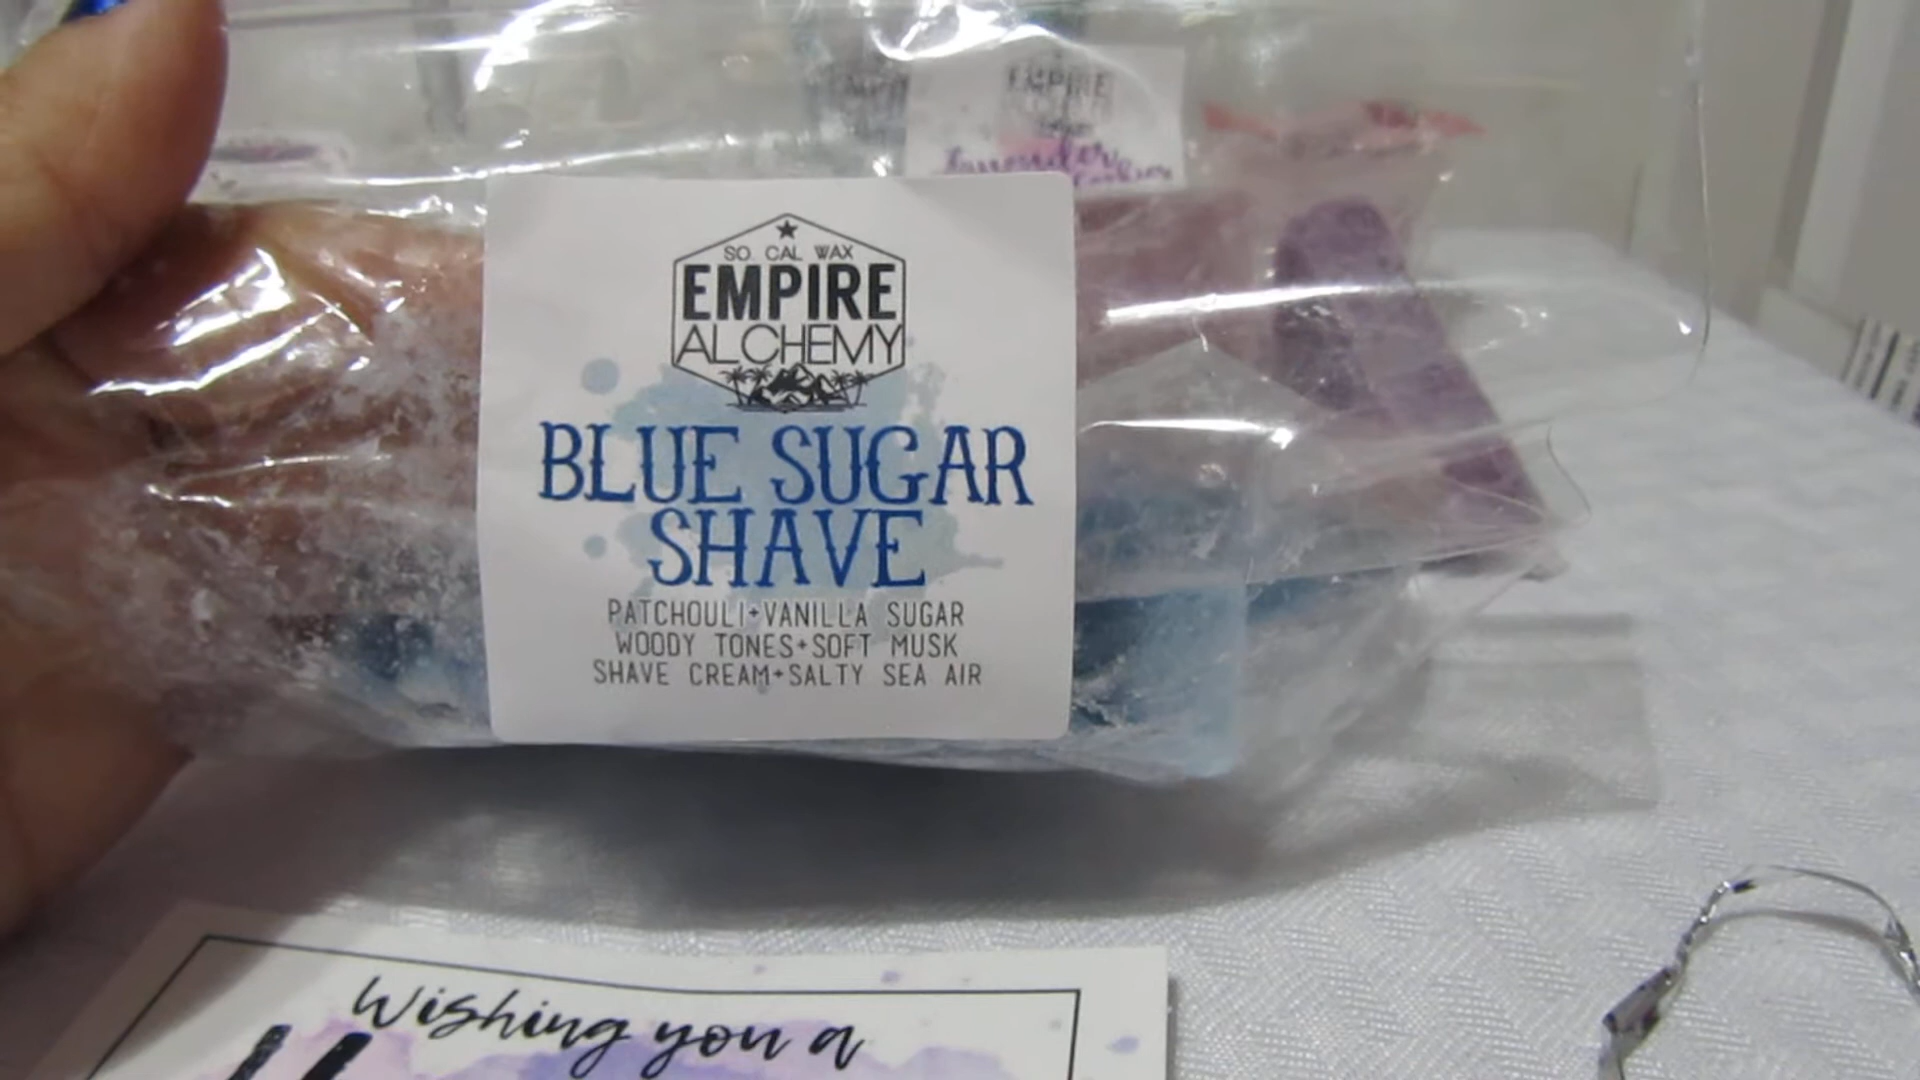 EMPIRE
SO CAL WAX
EMPIRE
ALCHEMY
BLUE SUGAR
SHAVE
PATCHOULI+VANILLA SUGAR
WOODY TONES+SOFT MUSK
SHAVE CREAM+SALTY SEA AIR
Wishing you a